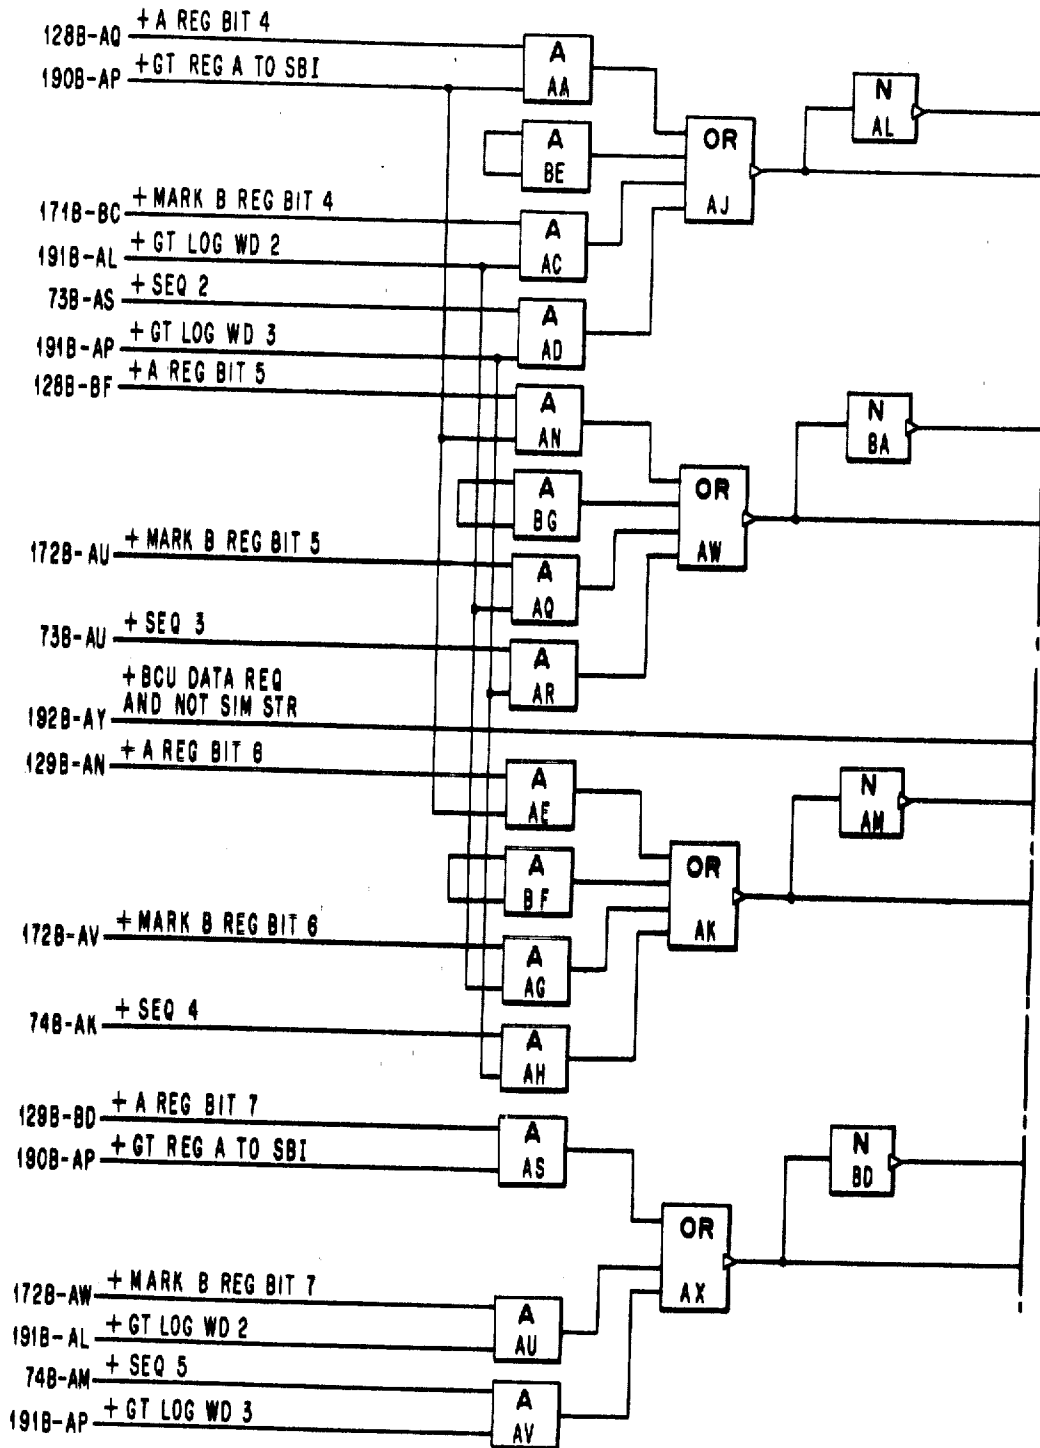 128B-AQ + A REG BIT 4
190B-AP +GT REG A TO SBI
A AA
N AL
A BE
OR AJ
171B-BC + MARK B REG BIT 4
191B-AL + GT LOG WD 2
A AC
73B-AS + SEQ 2
191B-AP + GT LOG WD 3
A AD
128B-BF +A REG BIT 5
A AN
N BA
A BG
OR AW
172B-AU + MARK B REG BIT 5
A AQ
73B-AU + SEQ 3
A AR
+BCU DATA REQ
192B-AY AND NOT SIM STR
129B-AN + A REG BIT 6
A AE
N AM
A BF
OR AK
172B-AV + MARK B REG BIT 6
A AG
74B-AK + SEQ 4
A AH
129B-BD + A REG BIT 7
190B-AP + GT REG A TO SBI
A AS
N BD
OR AX
172B-AW + MARK B REG BIT 7
191B-AL + GT LOG WD 2
A AU
74B-AM + SEQ 5
191B-AP + GT LOG WD 3
A AV